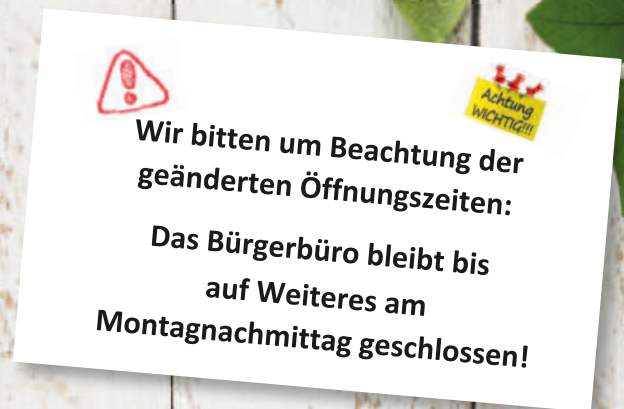 Achtung
WICHTIG!!!
Wir bitten um Beachtung der
geänderten Öffnungszeiten:
Das Bürgerbüro bleibt bis
auf Weiteres am
Montagnachmittag geschlossen!